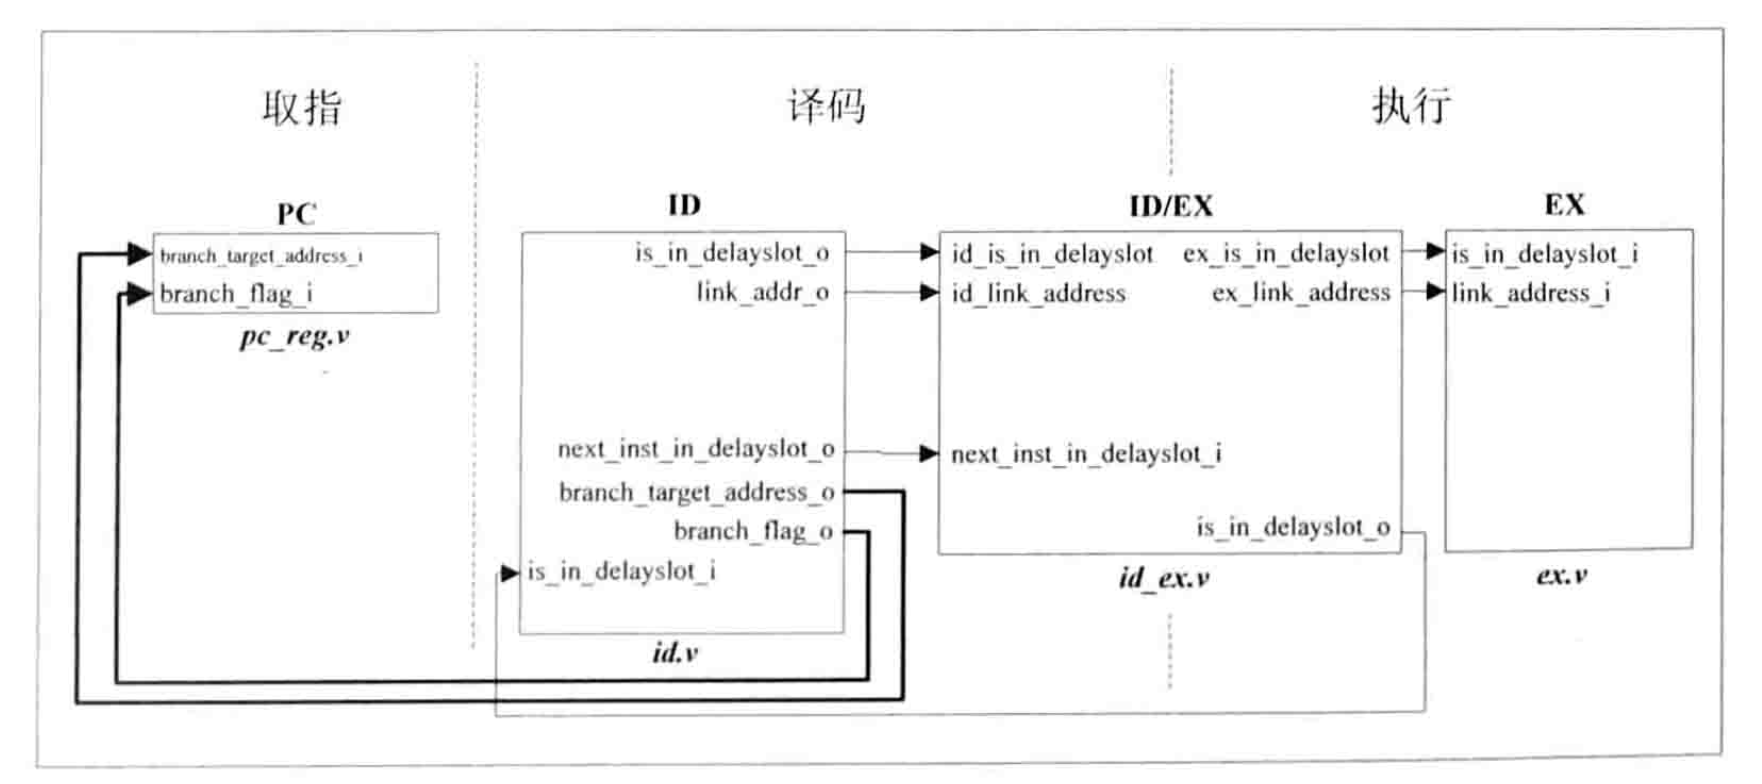 取指
译码
执行
PC
branch_target_address_i
branch_flag_i
pc_reg.v
ID
is_in_delayslot_o
link_addr_o
next_inst_in_delayslot_o
branch_target_address_o
branch_flag_o
is_in_delayslot_i
id.v
ID/EX
id_is_in_delayslot ex_is_in_delayslot
id_link_address ex_link_address
next_inst_in_delayslot_i
is_in_delayslot_o
id_ex.v
EX
is_in_delayslot_i
link_address_i
ex.v